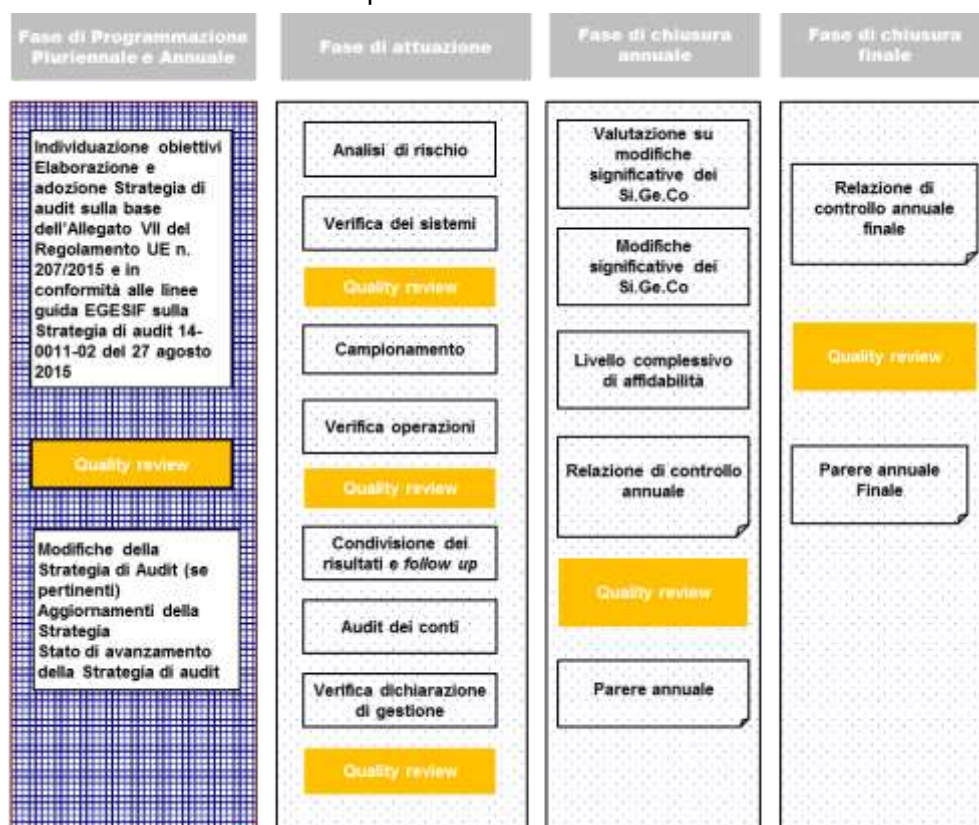 Fase di Programmazione
Pluriennale e Annuale
Individuazione obiettivi
Elaborazione e
adozione Strategia di
audit sulla base
dell'Allegato VII del
Regolamento UE n.
207/2015 e in
conformità alle linee
guida EGESIF sulla
Strategia di audit 14-
0011-02 del 27 agosto
2015
Quality review
Modifiche della
Strategia di Audit (se
pertinenti)
Aggiornamenti della
Strategia
Stato di avanzamento
della Strategia di audit
Fase di attuazione
Analisi di rischio
Verifica dei sistemi
Quality review
Campionamento
Verifica operazioni
Quality review
Condivisione dei
risultati e follow up
Audit dei conti
Verifica dichiarazione
di gestione
Quality review
Fase di chiusura
annuale
Valutazione su
modifiche
significative dei
Si.Ge.Co
Modifiche
significative dei
Si.Ge.Co
Livello complessivo
di affidabilità
Relazione di controllo
annuale
Quality review
Parere annuale
Fase di chiusura
finale
Relazione di
controllo annuale
finale
Quality review
Parere annuale
Finale